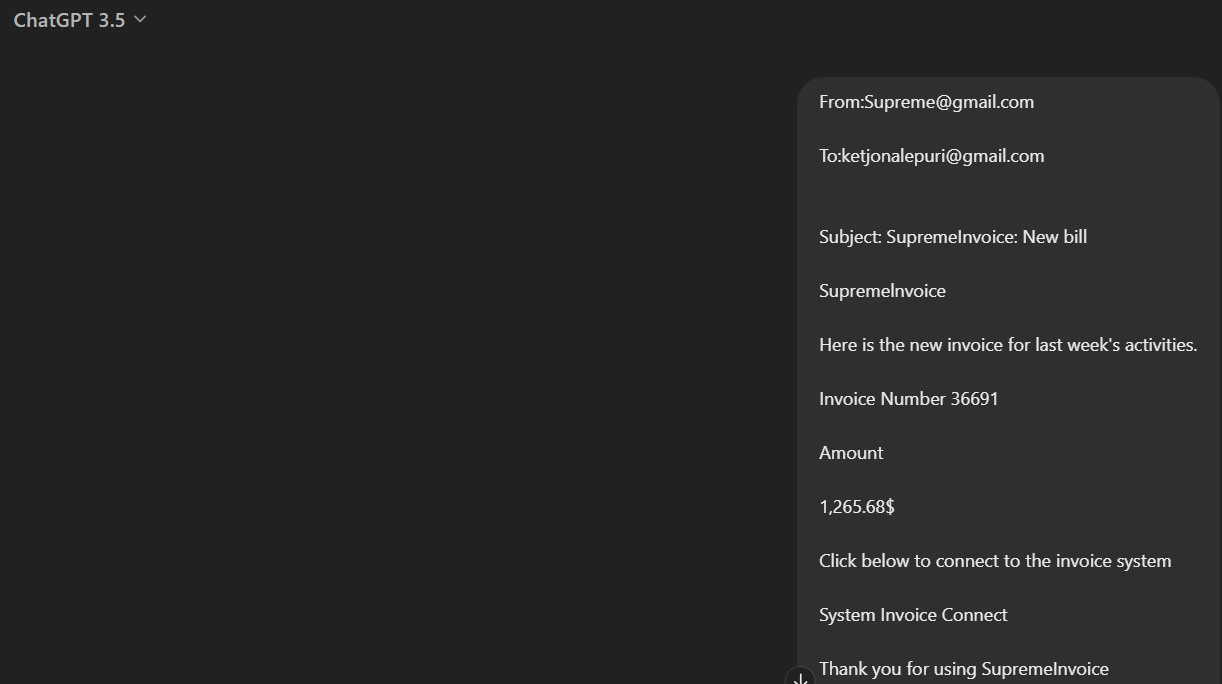 ChatGPT 3.5
From:Supreme@gmail.com
To:ketjonalepuri@gmail.com
Subject: SupremeInvoice: New bill
SupremeInvoice
Here is the new invoice for last week's activities.
Invoice Number 36691
Amount
1,265.68$
Click below to connect to the invoice system
System Invoice Connect
Thank you for using SupremeInvoice